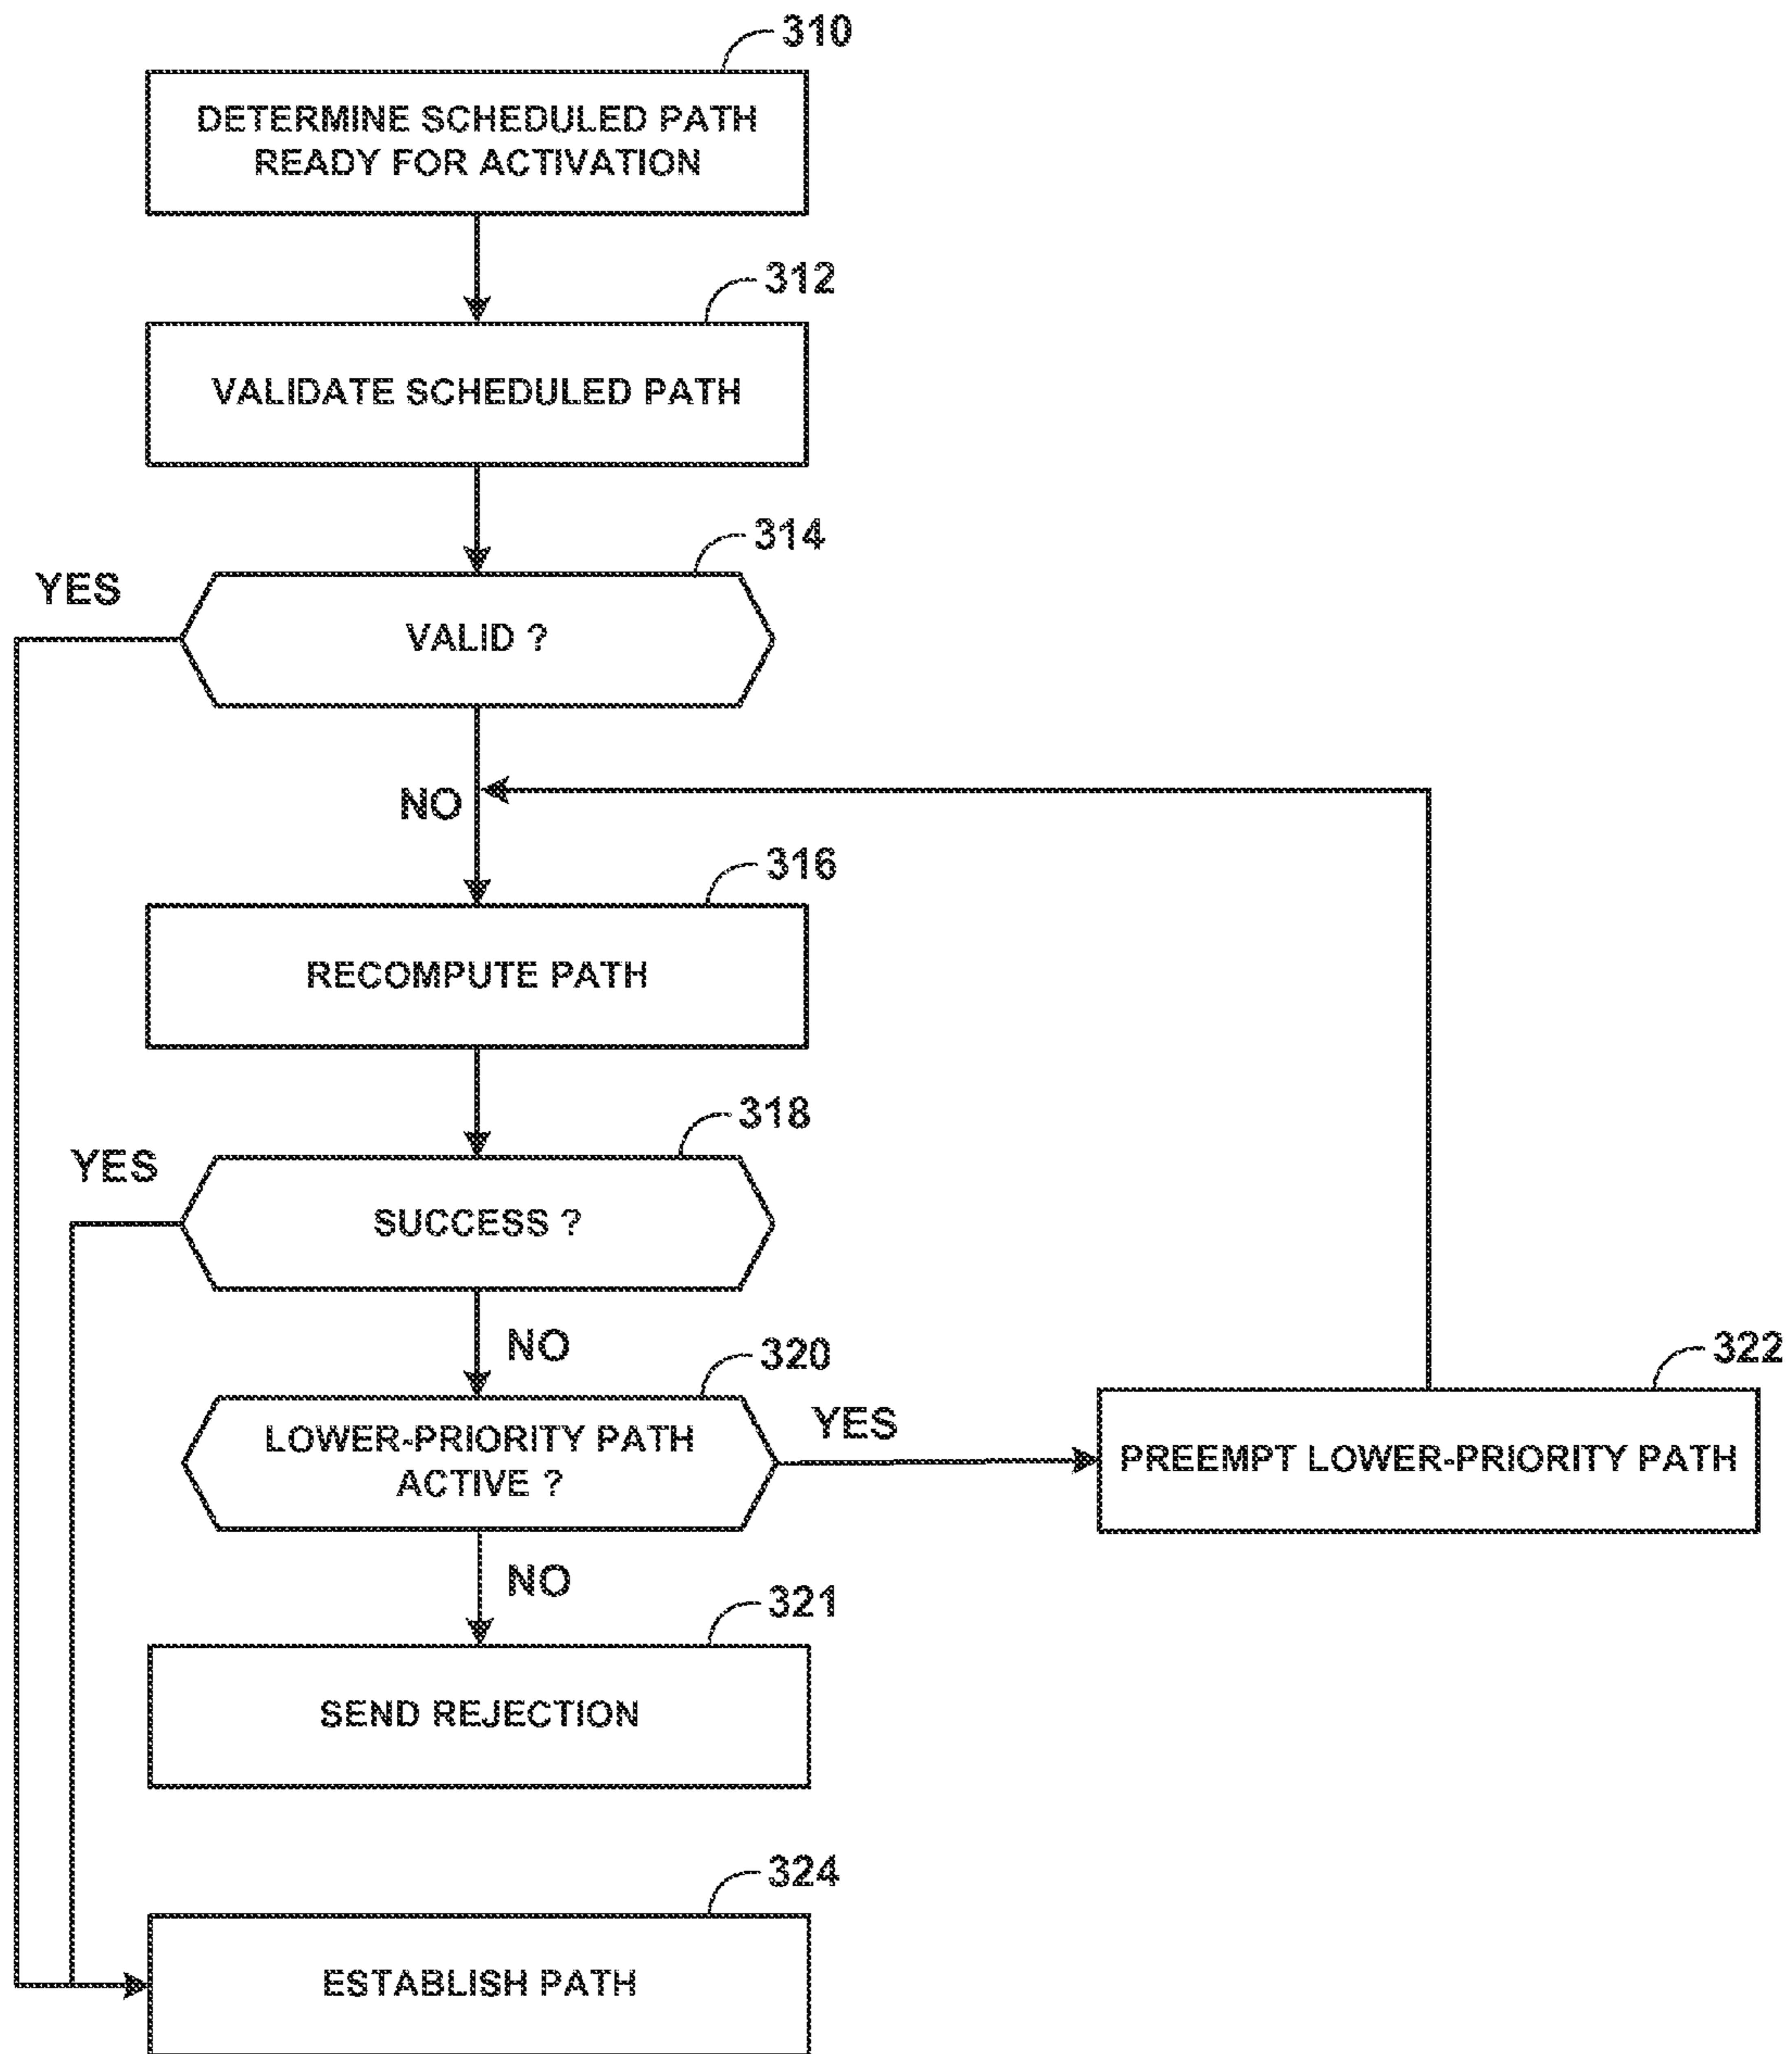 310
DETERMINE SCHEDULED PATH
READY FOR ACTIVATION
312
VALIDATE SCHEDULED PATH
314
YES
VALID ?
NO
316
RECOMPUTE PATH
318
YES
SUCCESS ?
NO
320
322
LOWER-PRIORITY PATH
ACTIVE ?
YES
PREEMPT LOWER-PRIORITY PATH
NO
321
SEND REJECTION
324
ESTABLISH PATH